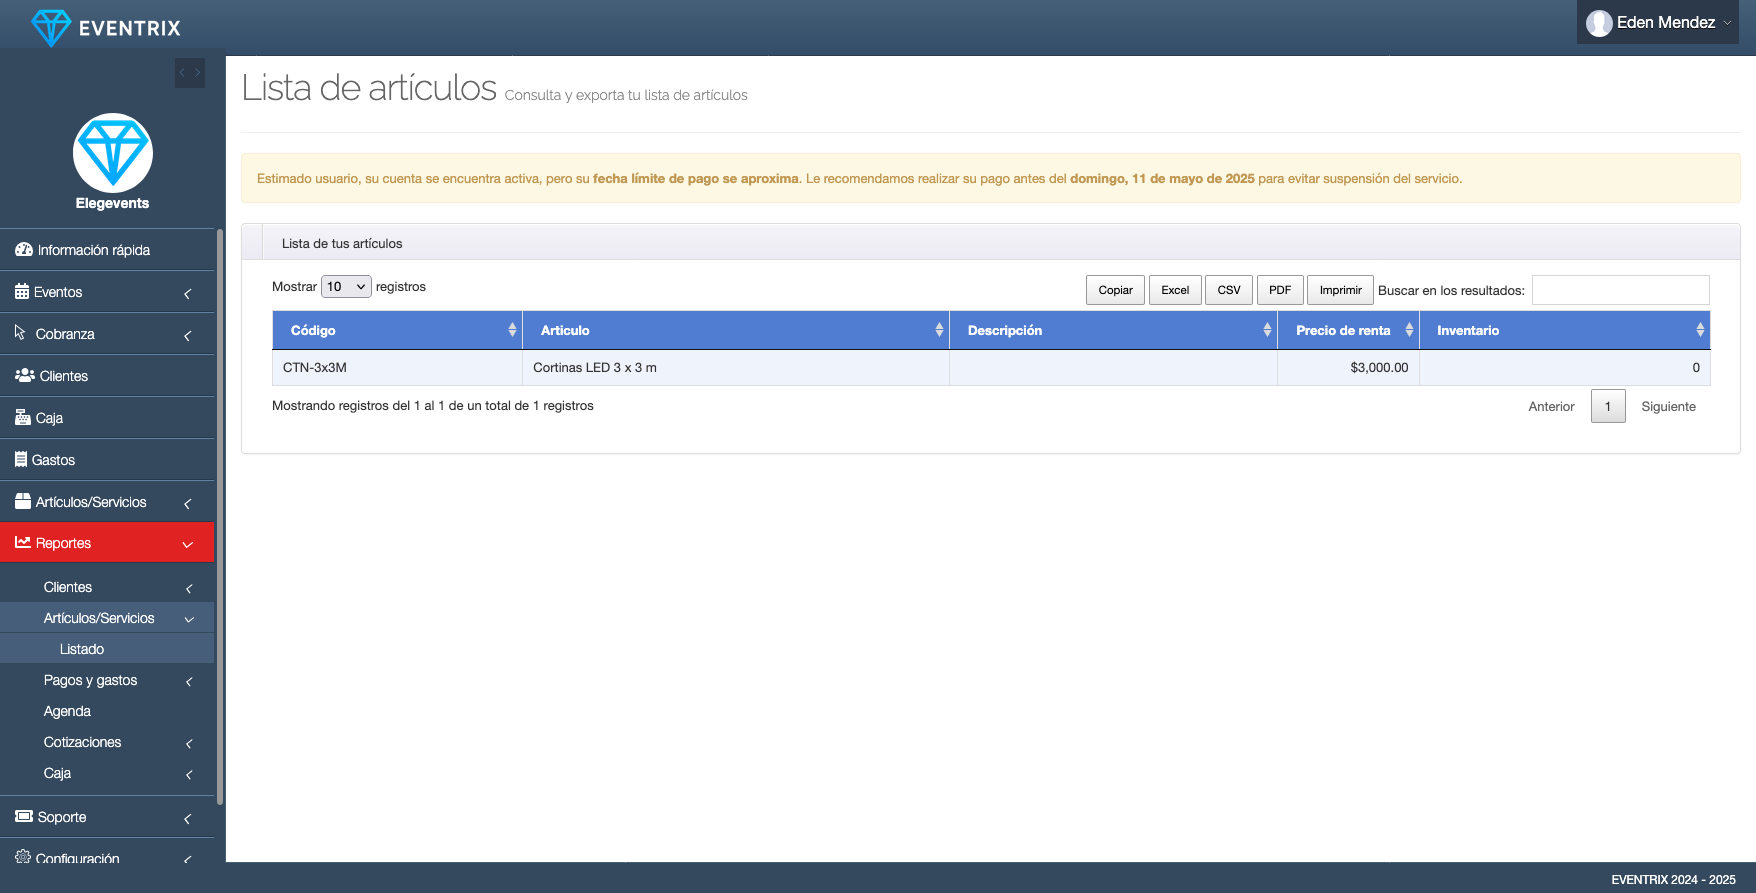 EVENTRIX
Eden Mendez
Elegevents
Información rápida
Eventos
Cobranza
Clientes
Caja
Gastos
Artículos/Servicios
Reportes
Clientes
Artículos/Servicios
Listado
Pagos y gastos
Agenda
Cotizaciones
Caja
Soporte
Configuración
Lista de artículos Consulta y exporta tu lista de artículos
Estimado usuario, su cuenta se encuentra activa, pero su fecha límite de pago se aproxima. Le recomendamos realizar su pago antes del domingo, 11 de mayo de 2025 para evitar suspensión del servicio.
Lista de tus artículos
Mostrar 10 registros
Copiar Excel CSV PDF Imprimir Buscar en los resultados:
Código Articulo Descripción Precio de renta Inventario
CTN-3x3M Cortinas LED 3 x 3 m $3,000.00 0
Mostrando registros del 1 al 1 de un total de 1 registros
Anterior 1 Siguiente
EVENTRIX 2024 - 2025